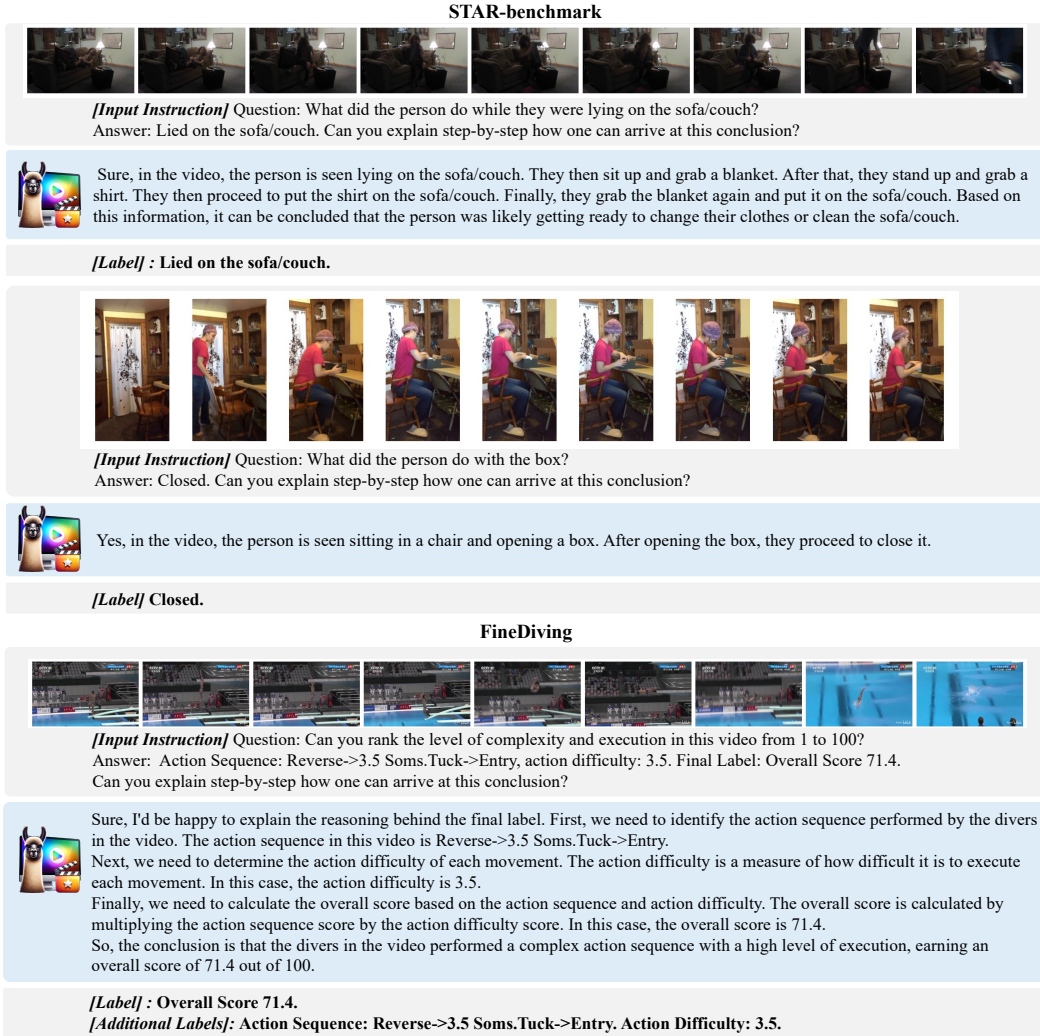 STAR-benchmark
[Input Instruction] Question: What did the person do while they were lying on the sofa/couch?
Answer: Lied on the sofa/couch. Can you explain step-by-step how one can arrive at this conclusion?
Sure, in the video, the person is seen lying on the sofa/couch. They then sit up and grab a blanket. After that, they stand up and grab a
shirt. They then proceed to put the shirt on the sofa/couch. Finally, they grab the blanket again and put it on the sofa/couch. Based on
this information, it can be concluded that the person was likely getting ready to change their clothes or clean the sofa/couch.
[Label] : Lied on the sofa/couch.
[Input Instruction] Question: What did the person do with the box?
Answer: Closed. Can you explain step-by-step how one can arrive at this conclusion?
Yes, in the video, the person is seen sitting in a chair and opening a box. After opening the box, they proceed to close it.
[Label] Closed.
FineDiving
[Input Instruction] Question: Can you rank the level of complexity and execution in this video from 1 to 100?
Answer:  Action Sequence: Reverse->3.5 Soms.Tuck->Entry, action difficulty: 3.5. Final Label: Overall Score 71.4.
Can you explain step-by-step how one can arrive at this conclusion?
Sure, I'd be happy to explain the reasoning behind the final label. First, we need to identify the action sequence performed by the divers
in the video. The action sequence in this video is Reverse->3.5 Soms.Tuck->Entry.
Next, we need to determine the action difficulty of each movement. The action difficulty is a measure of how difficult it is to execute
each movement. In this case, the action difficulty is 3.5.
Finally, we need to calculate the overall score based on the action sequence and action difficulty. The overall score is calculated by
multiplying the action sequence score by the action difficulty score. In this case, the overall score is 71.4.
So, the conclusion is that the divers in the video performed a complex action sequence with a high level of execution, earning an
overall score of 71.4 out of 100.
[Label] : Overall Score 71.4.
[Additional Labels]: Action Sequence: Reverse->3.5 Soms.Tuck->Entry. Action Difficulty: 3.5.